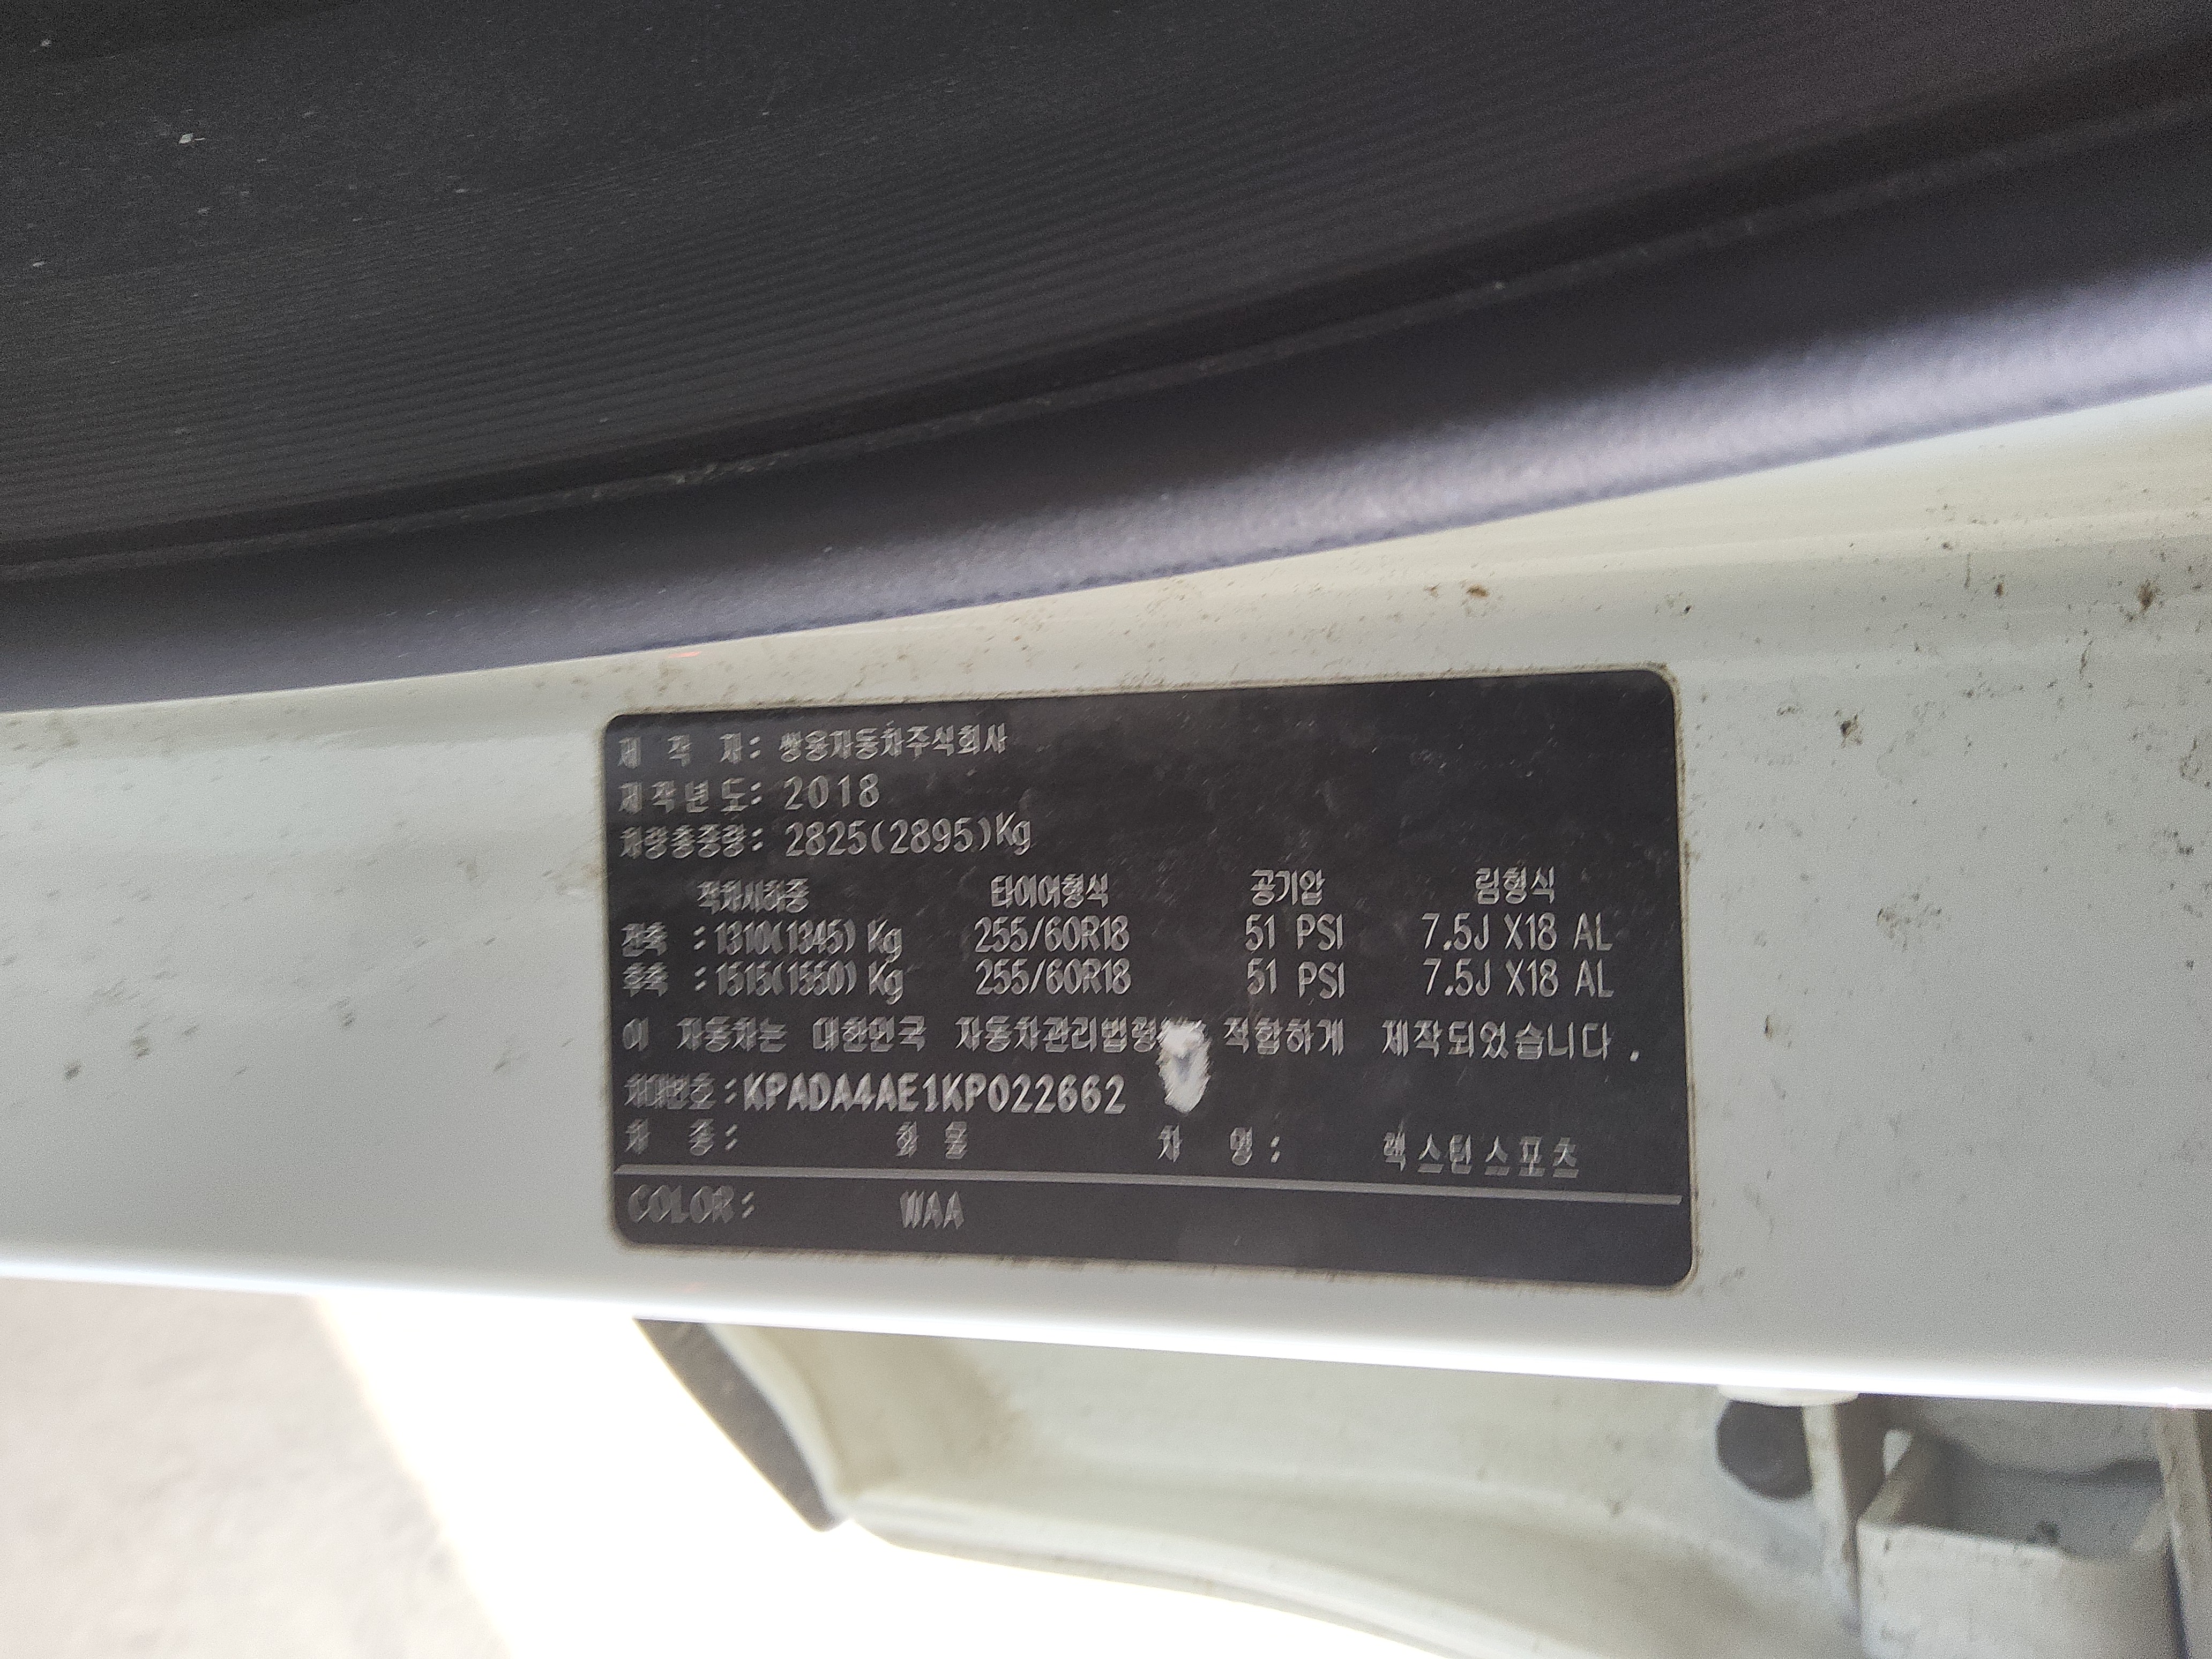 제 작 자: 쌍용자동차주식회사
제작년도: 2018
차량총중량: 2825(2895)Kg
적차시하중 타이어형식 공기압 림형식
전축 : 1310(1345) Kg 255/60R18 51 PSI 7.5J X18 AL
후축 : 1515(1550) Kg 255/60R18 51 PSI 7.5J X18 AL
이 자동차는 대한민국 자동차관리법령 적합하게 제작되었습니다.
차대번호:KPADA4AE1KP022662
차 종: 화 물 차 명: 렉스턴스포츠
COLOR: WAA